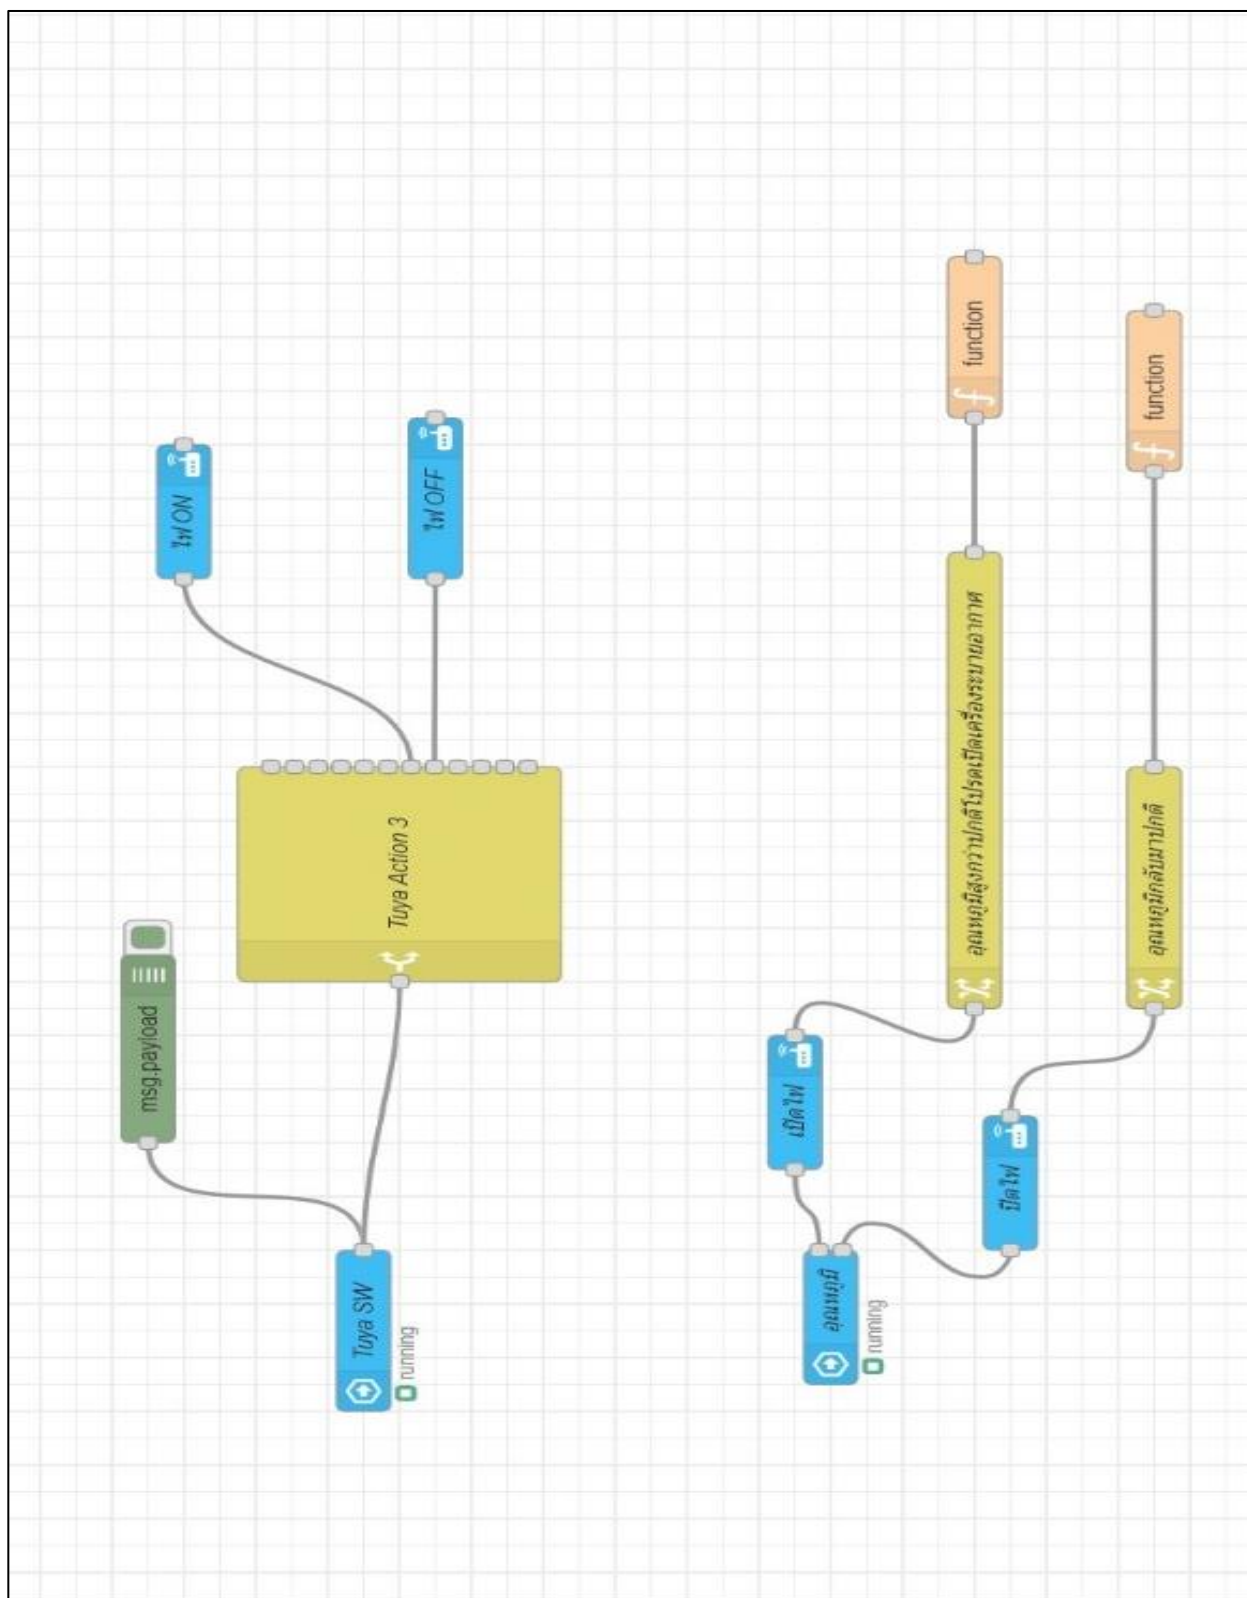 Tuya SW
running
msg.payload
Tuya Action 3
ไฟ ON
ไฟ OFF
อุณหภูมิ
running
เปิดไฟ
ปิดไฟ
อุณหภูมิสูงกว่าปกติโปรดเปิดเครื่องระบายอากาศ
function
อุณหภูมิกลับมาปกติ
function